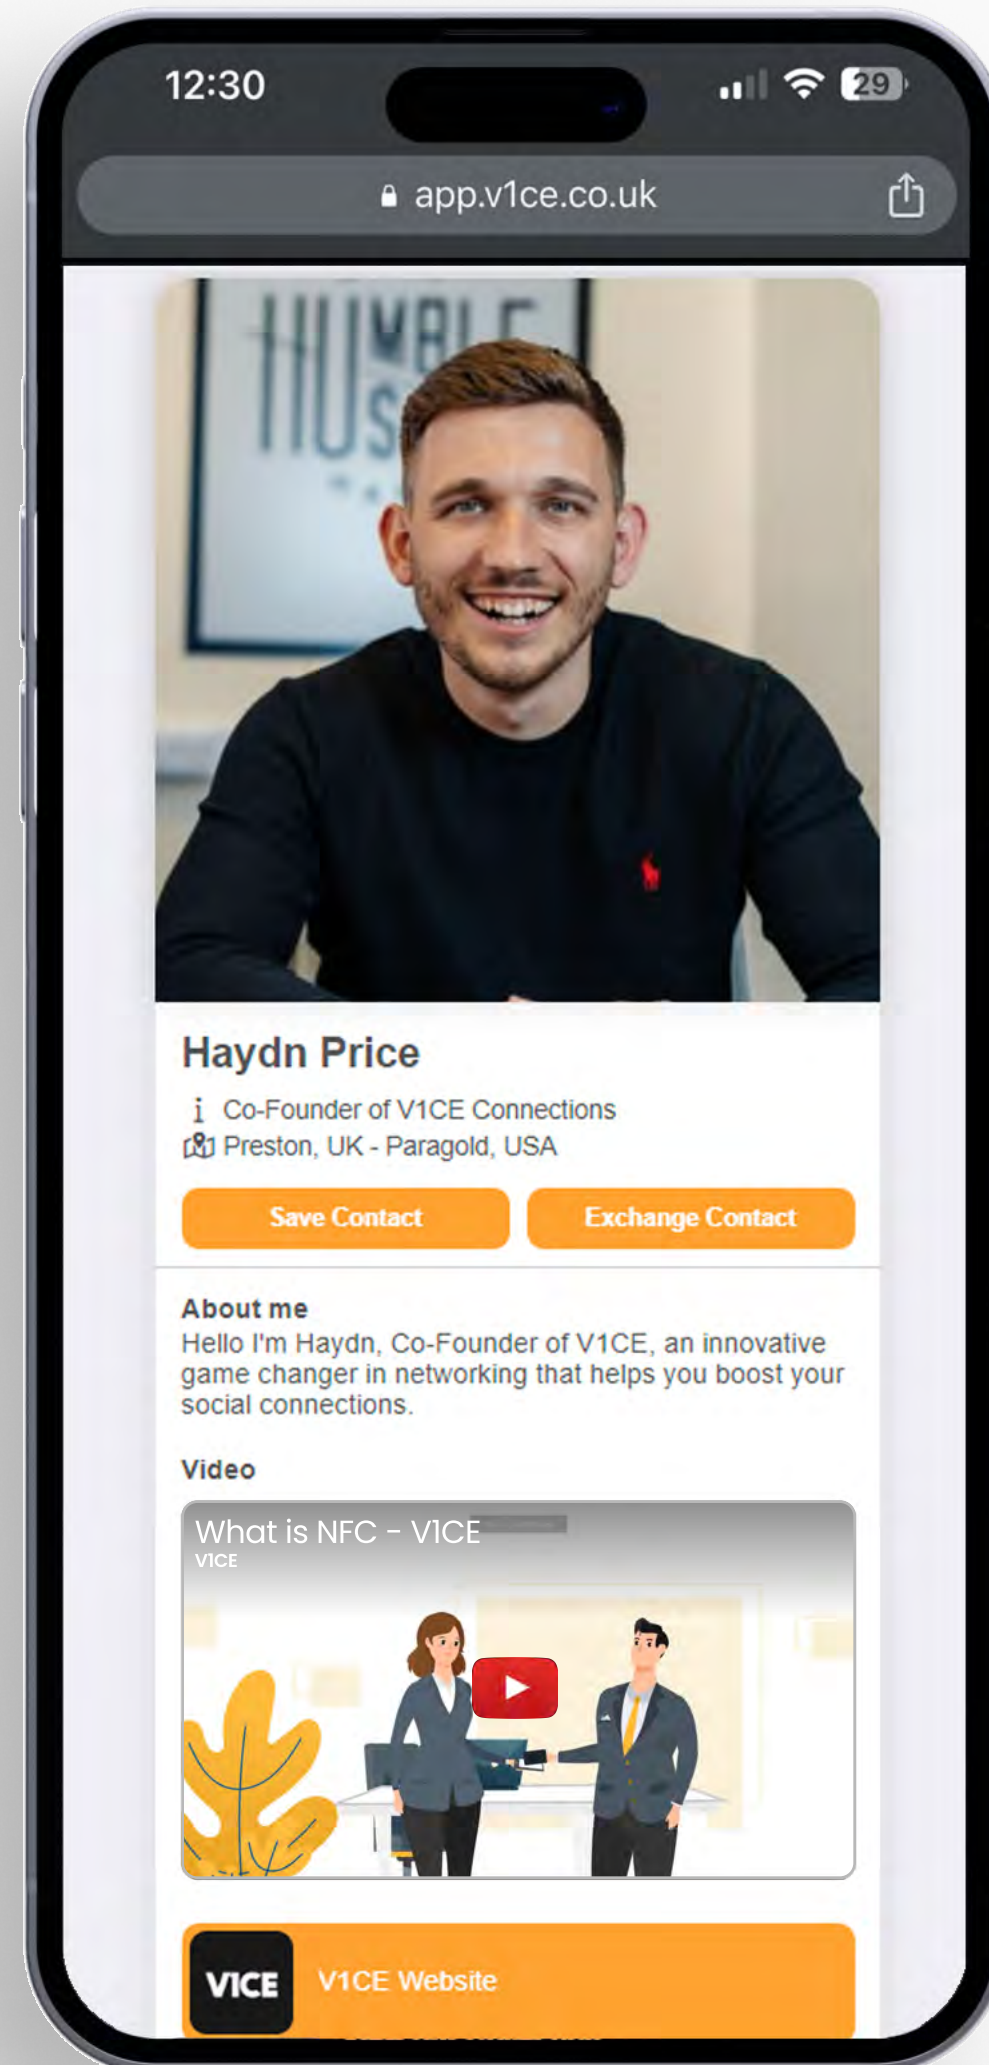 12:30
29
app.v1ce.co.uk
HUMBLE
HUS
Haydn Price
i Co-Founder of V1CE Connections
Preston, UK - Paragold, USA
Save Contact
Exchange Contact
About me
Hello I'm Haydn, Co-Founder of V1CE, an innovative
game changer in networking that helps you boost your
social connections.
Video
What is NFC - V1CE
V1CE
V1CE
V1CE Website